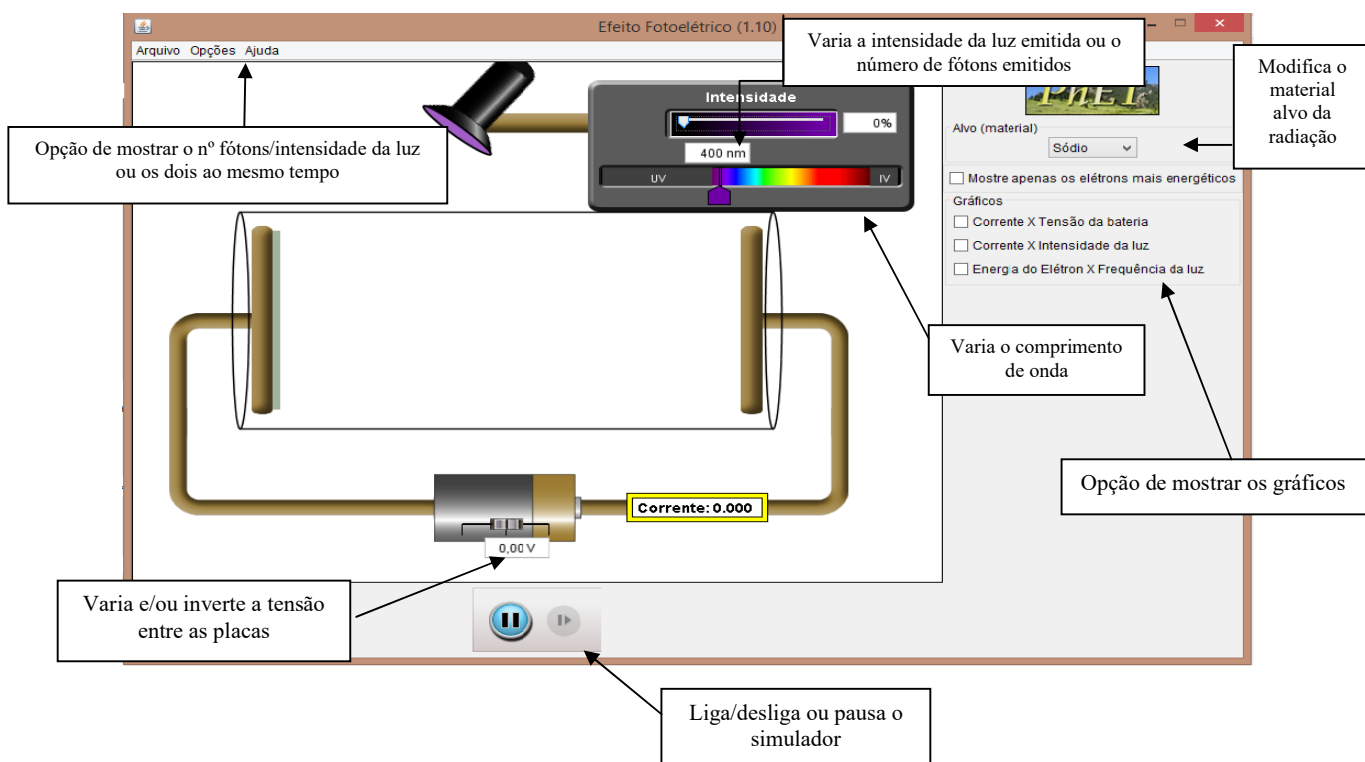 Efeito Fotoelétrico (1.10)
Arquivo Opções Ajuda
Varia a intensidade da luz emitida ou o
número de fótons emitidos
Modifica o
material
alvo da
radiação
PhET
Intensidade
0%
400 nm
UV
IV
Opção de mostrar o nº fótons/intensidade da luz
ou os dois ao mesmo tempo
Alvo (material)
Sódio
Mostre apenas os elétrons mais energéticos
Gráficos
Corrente X Tensão da bateria
Corrente X Intensidade da luz
Energia do Elétron X Frequência da luz
Varia o comprimento
de onda
Opção de mostrar os gráficos
Corrente: 0.000
0,00 V
Varia e/ou inverte a tensão
entre as placas
Liga/desliga ou pausa o
simulador